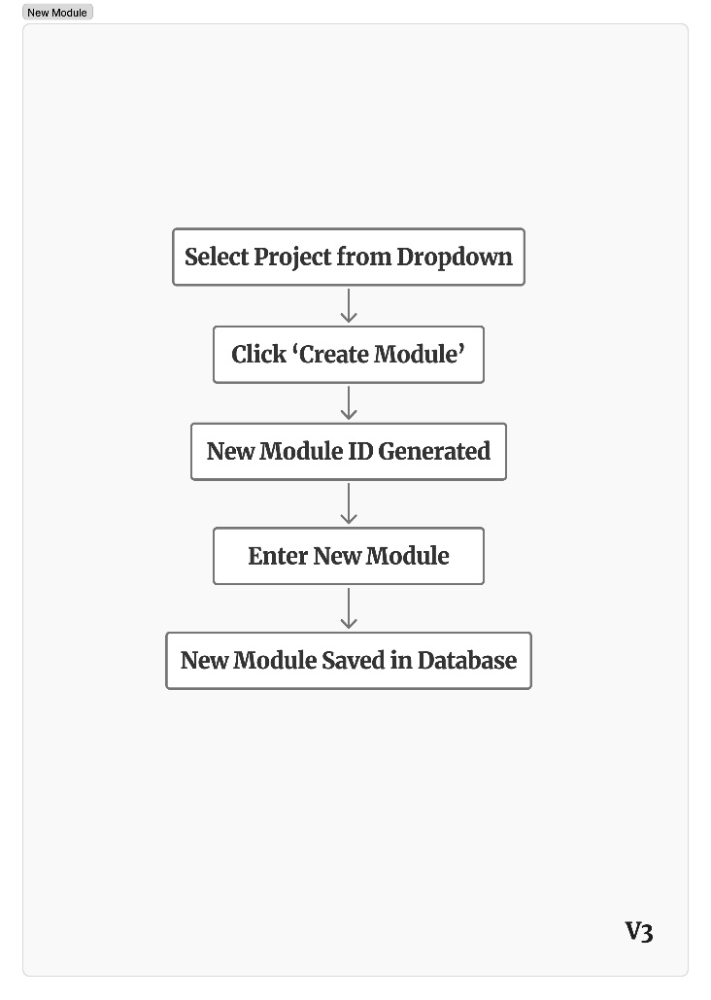 New Module
Select Project from Dropdown
Click ‘Create Module’
New Module ID Generated
Enter New Module
New Module Saved in Database
V3